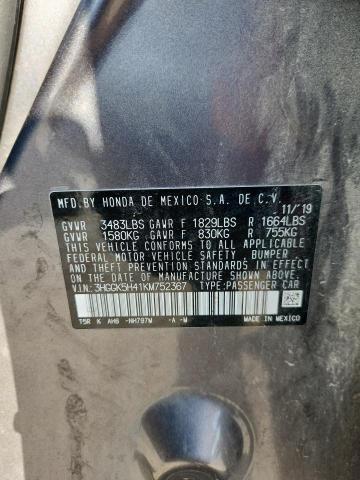 MFD.BY HONDA DE MEXICO S.A. DE C.V.
11/'19
GVWR 3483LBS GAWR F 1829LBS R 1664LBS
GVWR 1580KG GAWR F 830KG R 755KG
THIS VEHICLE CONFORMS TO ALL APPLICABLE
FEDERAL MOTOR VEHICLE SAFETY, BUMPER
AND THEFT PREVENTION STANDARDS IN EFFECT
ON THE DATE OF MANUFACTURE SHOWN ABOVE.
V.I.N.:3HGGK5H41KM752367 TYPE:PASSENGER CAR
T5R K AH6 -NH797M -A -M
MADE IN MEXICO